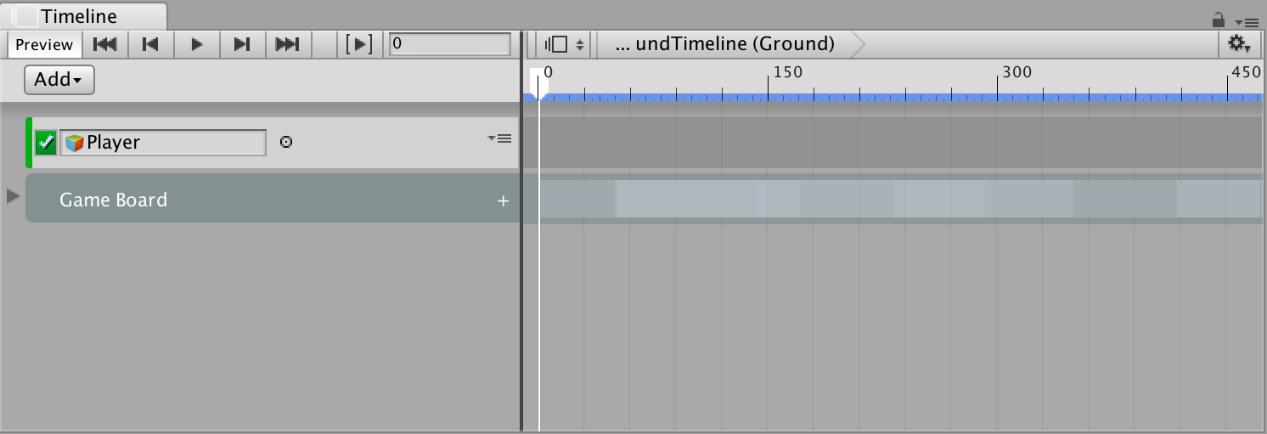 Timeline
Preview 0 ... undTimeline (Ground)
Add
0 150 300 450
Player
Game Board +